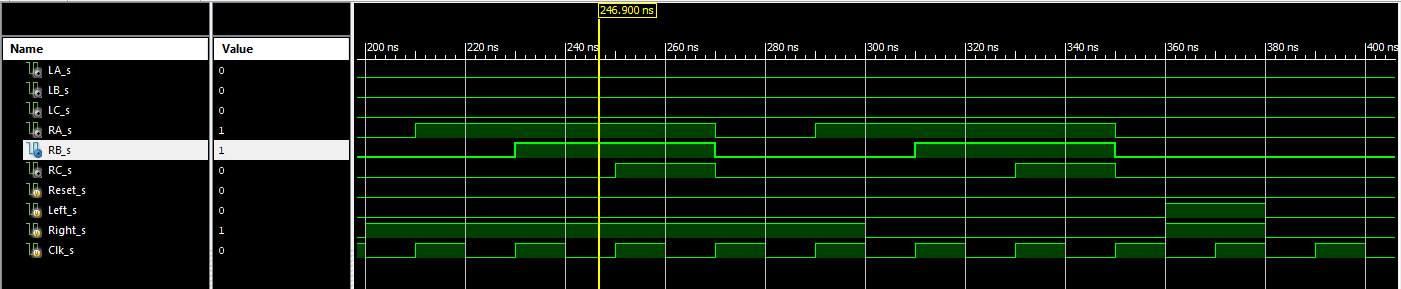 246.900 ns
Name Value
200 ns 220 ns 240 ns 260 ns 280 ns 300 ns 320 ns 340 ns 360 ns 380 ns 400 ns
LA_s 0
LB_s 0
LC_s 0
RA_s 1
RB_s 1
RC_s 0
Reset_s 0
Left_s 0
Right_s 1
Clk_s 0